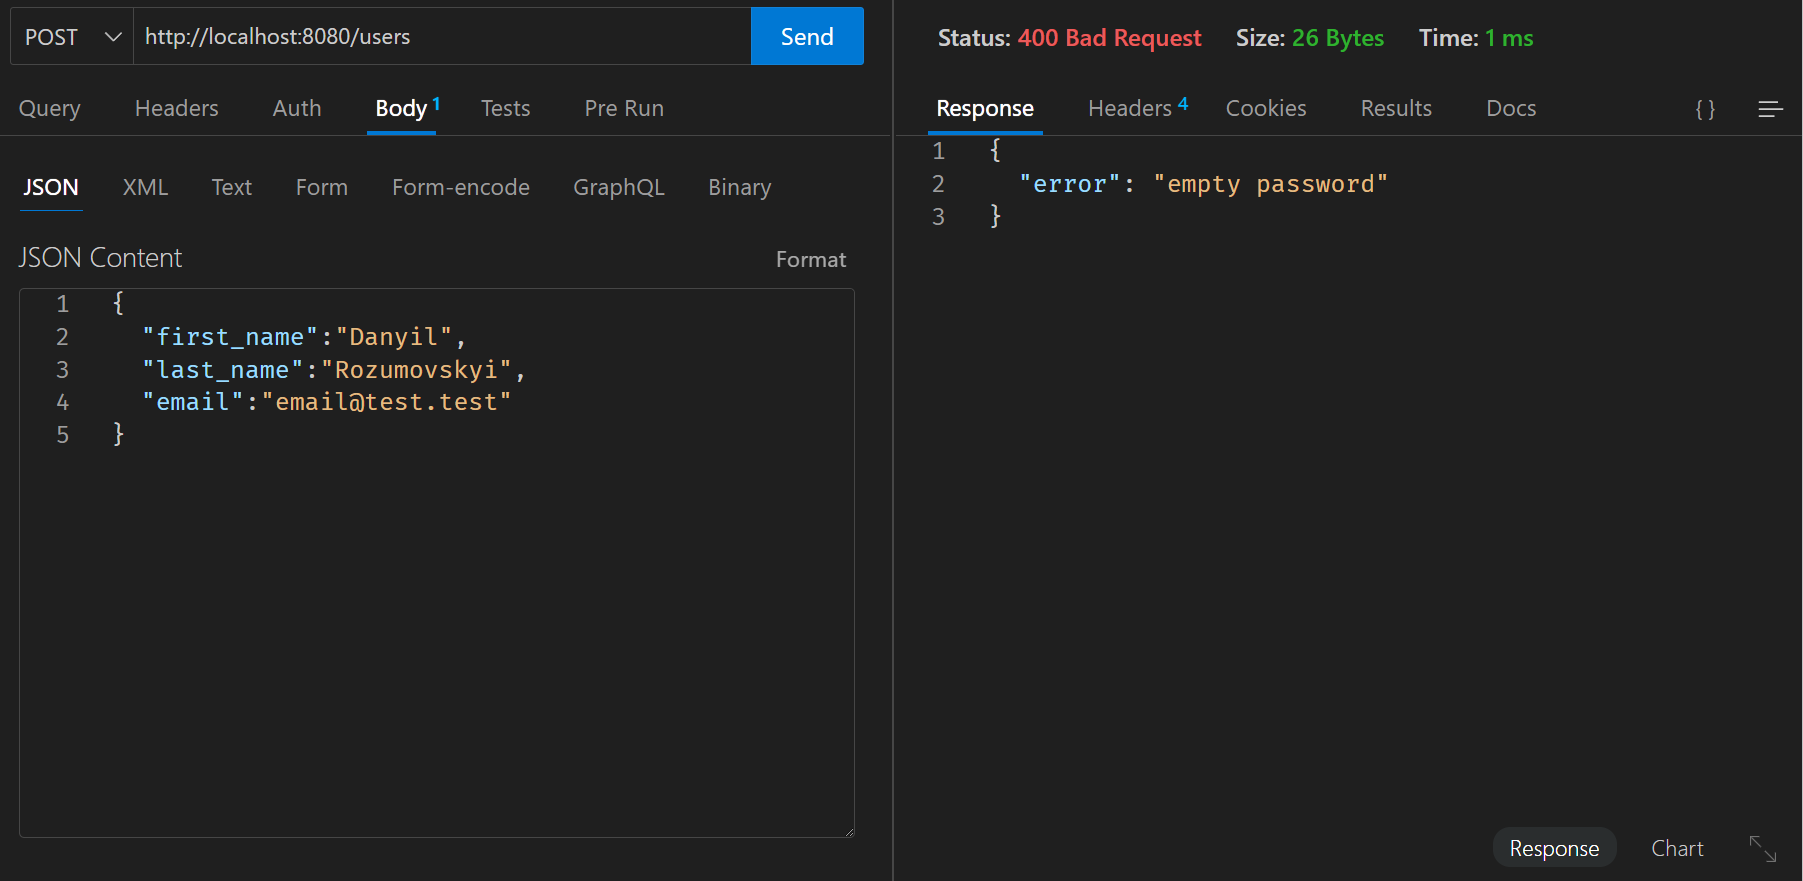 POST http://localhost:8080/users Send
Query Headers Auth Body 1 Tests Pre Run
JSON XML Text Form Form-encode GraphQL Binary
JSON Content Format
1 {
2 "first_name":"Danyil",
3 "last_name":"Rozumovskyi",
4 "email":"email@test.test"
5 }
Status: 400 Bad Request Size: 26 Bytes Time: 1 ms
Response Headers 4 Cookies Results Docs { }
1 {
2 "error": "empty password"
3 }
Response Chart